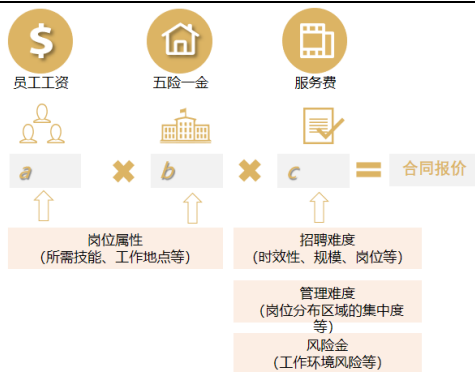 员工工资 五险一金 服务费
a × b × c = 合同报价
岗位属性
（所需技能、工作地点等）
招聘难度
（时效性、规模、岗位等）
管理难度
（岗位分布区域的集中度
等）
风险金
（工作环境风险等）